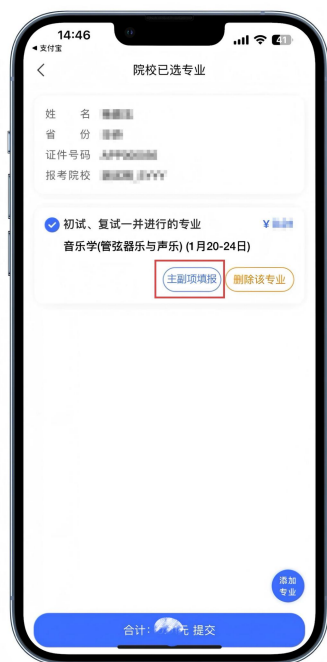 14:46
41
◀ 支付宝
院校已选专业
姓 名
省 份
证件号码
报考院校
初试、复试一并进行的专业 ¥
音乐学(管弦器乐与声乐) (1月20-24日)
主副项填报 删除该专业
添加
专业
合计: 元 提交